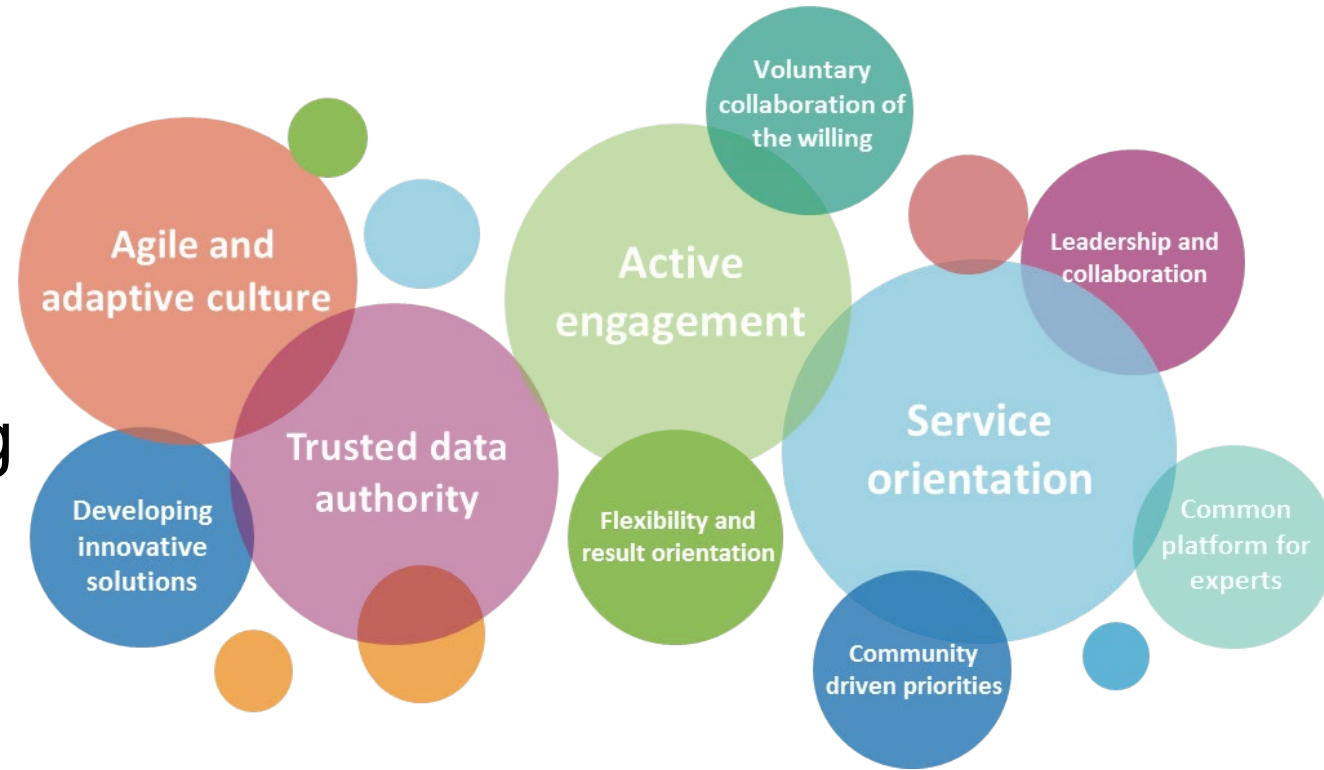 Voluntary
collaboration of
the willing
Agile and
adaptive culture
Active
engagement
Leadership and
collaboration
g
Trusted data
authority
Service
orientation
Developing
innovative
solutions
Flexibility and
result orientation
Common
platform for
experts
Community
driven priorities